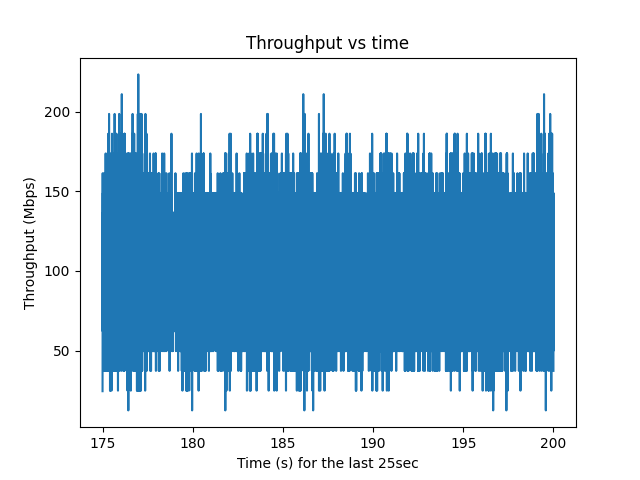 Throughput vs time
Throughput (Mbps)
200
150
100
50
175 180 185 190 195 200
Time (s) for the last 25sec